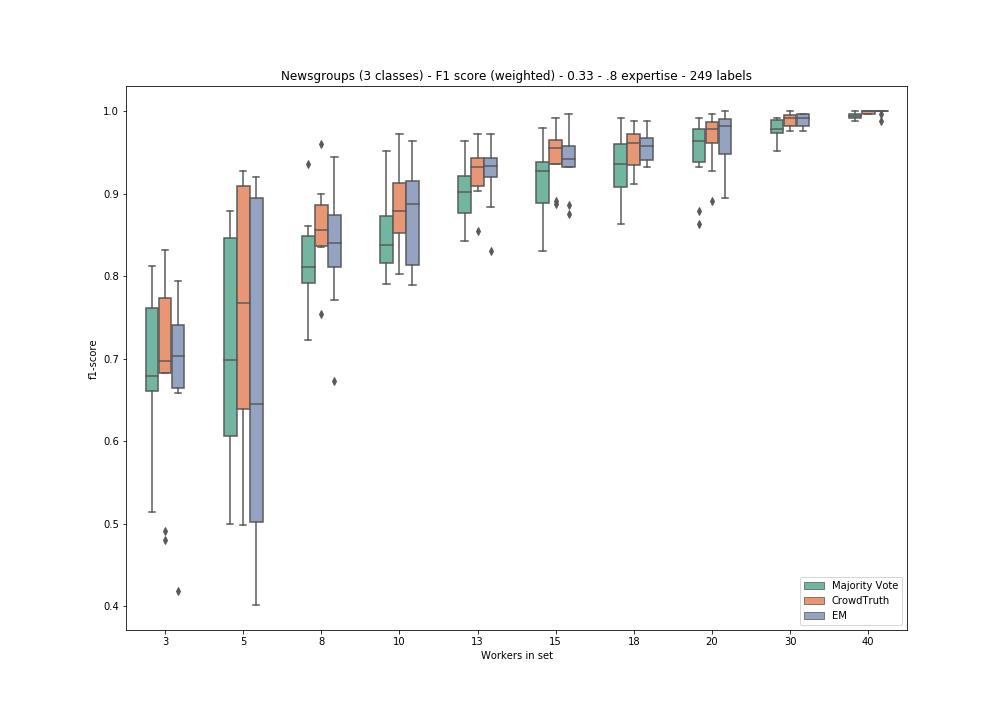 Newsgroups (3 classes) - F1 score (weighted) - 0.33 - .8 expertise - 249 labels
1.0
0.9
0.8
0.7
0.6
0.5
0.4
f1-score
3 5 8 10 13 15 18 20 30 40
Workers in set
Majority Vote
CrowdTruth
EM